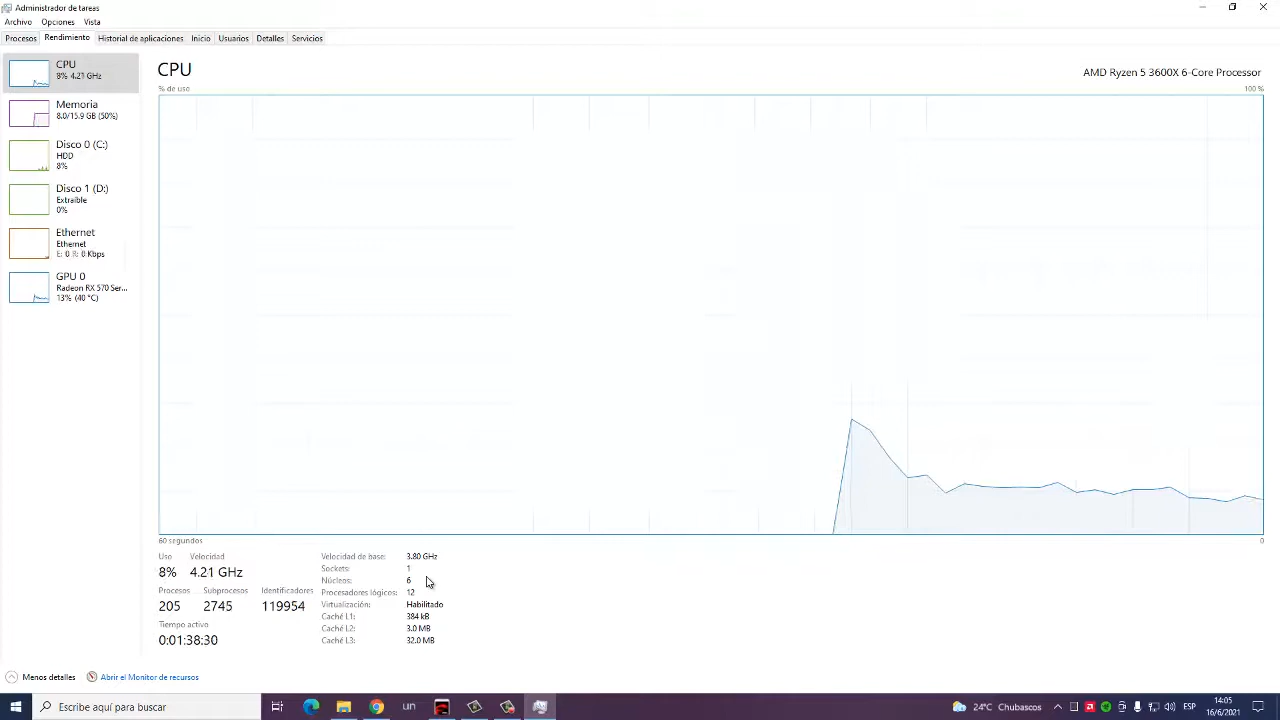 Administrador de tareas
Archivo Opciones Vista
Procesos Rendimiento Historial de aplicaciones Inicio Usuarios Detalles Servicios
CPU
8% 4.21 GHz
Memoria
8.0/15.9 GB (50%)
Disco 0 (C:)
HDD
8%
Disco 1 (D:)
Extraíble
0%
Ethernet
Ethernet
E: 0 R: 0 Kbps
GPU 0
Radeon RX 570 Ser...
13% (40 °C)
CPU AMD Ryzen 5 3600X 6-Core Processor
% de uso 100 %
60 segundos 0
Uso Velocidad
8% 4.21 GHz
Procesos Subprocesos Identificadores
205 2745 119954
Tiempo activo
0:01:38:30
Velocidad de base: 3.80 GHz
Sockets: 1
Núcleos: 6
Procesadores lógicos: 12
Virtualización: Habilitado
Caché L1: 384 kB
Caché L2: 3.0 MB
Caché L3: 32.0 MB
Menos detalles Abrir el Monitor de recursos
Escribe aquí para buscar
un
24°C Chubascos
ESP
14:05
16/6/2021